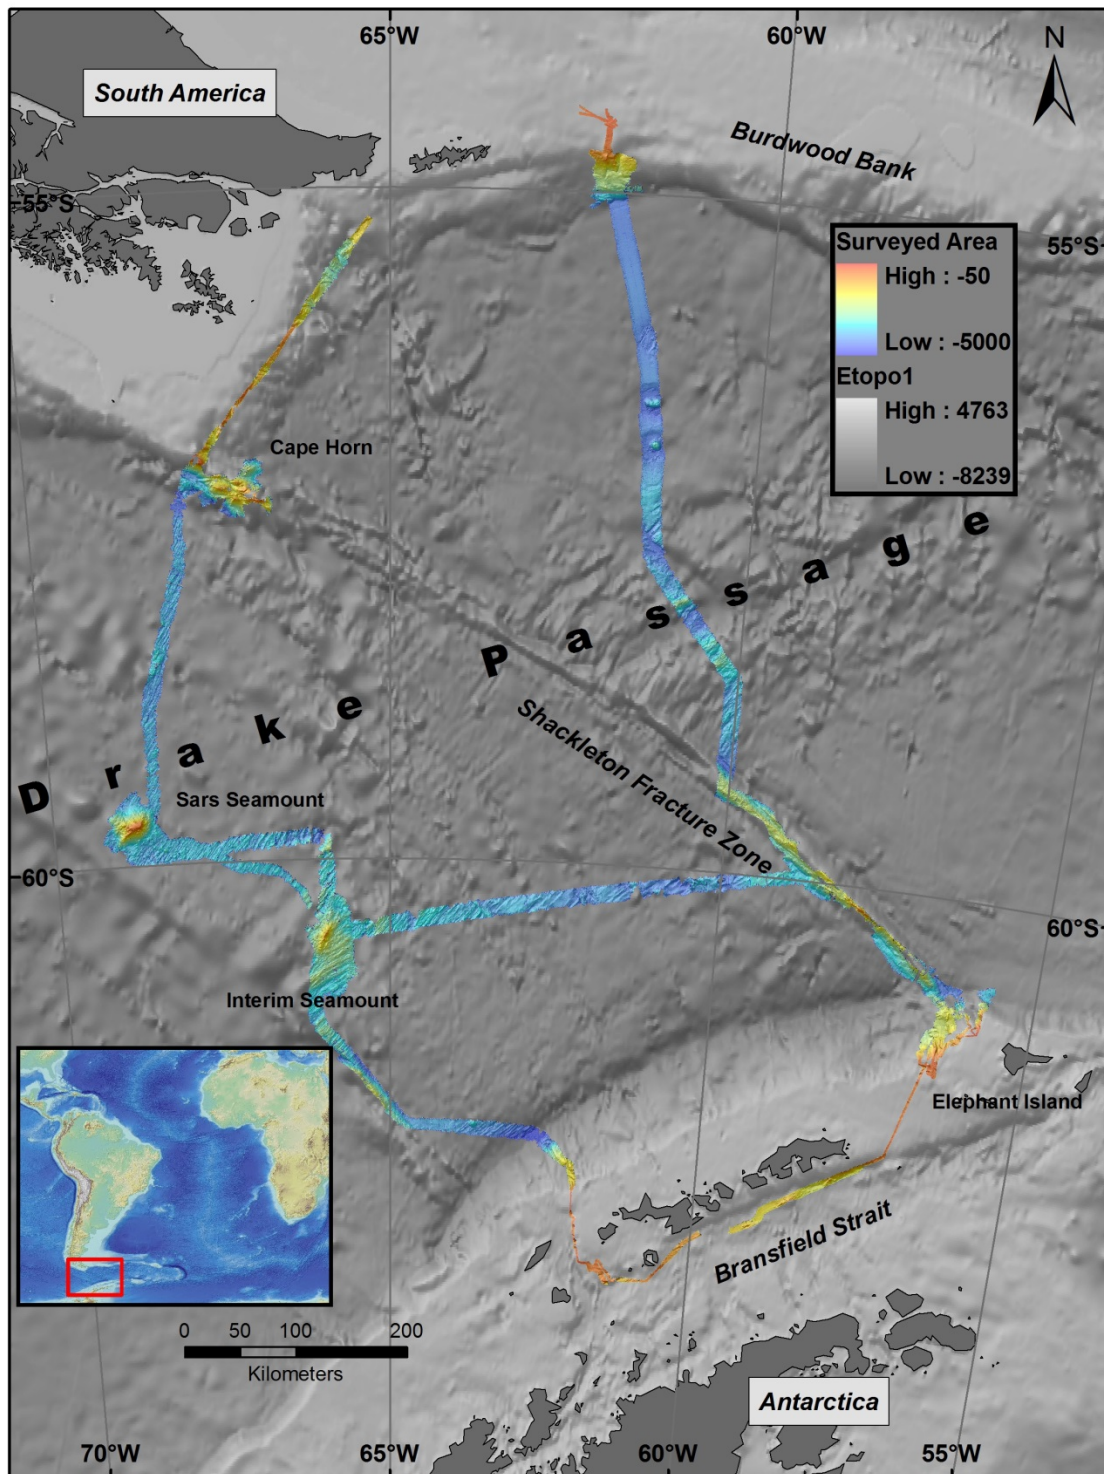 65°W
60°W
N
South America
Burdwood Bank
55°S
55°S
Surveyed Area
High : -50
Low : -5000
Etopo1
High : 4763
Low : -8239
Cape Horn
Drake Passage
Shackleton Fracture Zone
Sars Seamount
60°S
60°S
Interim Seamount
Elephant Island
Bransfield Strait
0 50 100 200
Kilometers
Antarctica
70°W
65°W
60°W
55°W